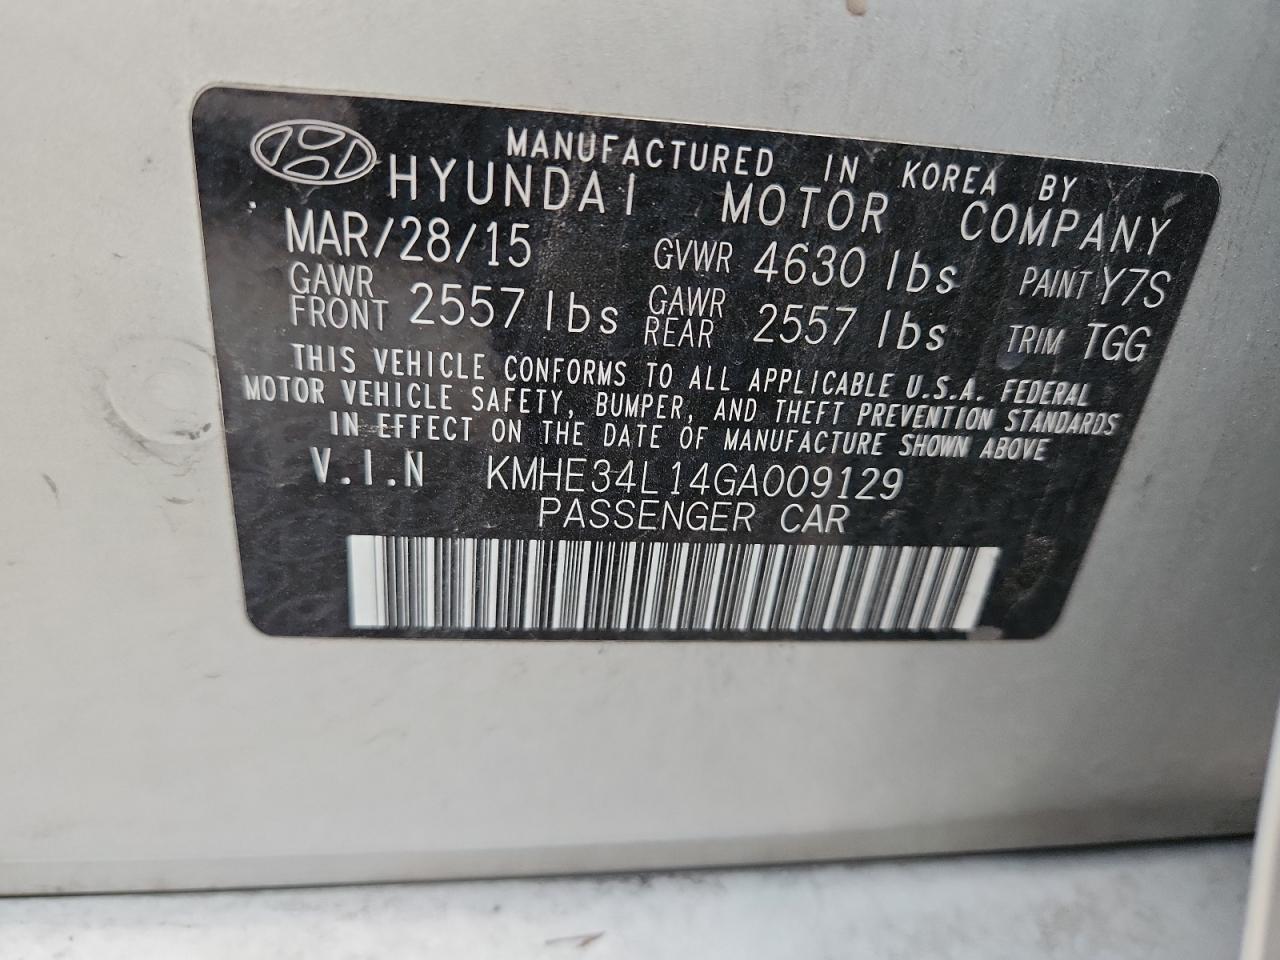 MANUFACTURED IN KOREA BY
HYUNDAI MOTOR COMPANY
MAR/28/15 GVWR 4630 lbs PAINT Y7S
GAWR FRONT 2557 lbs GAWR REAR 2557 lbs TRIM TGG
THIS VEHICLE CONFORMS TO ALL APPLICABLE U.S.A. FEDERAL
MOTOR VEHICLE SAFETY, BUMPER, AND THEFT PREVENTION STANDARDS
IN EFFECT ON THE DATE OF MANUFACTURE SHOWN ABOVE
V.I.N KMHE34L14GA009129
PASSENGER CAR